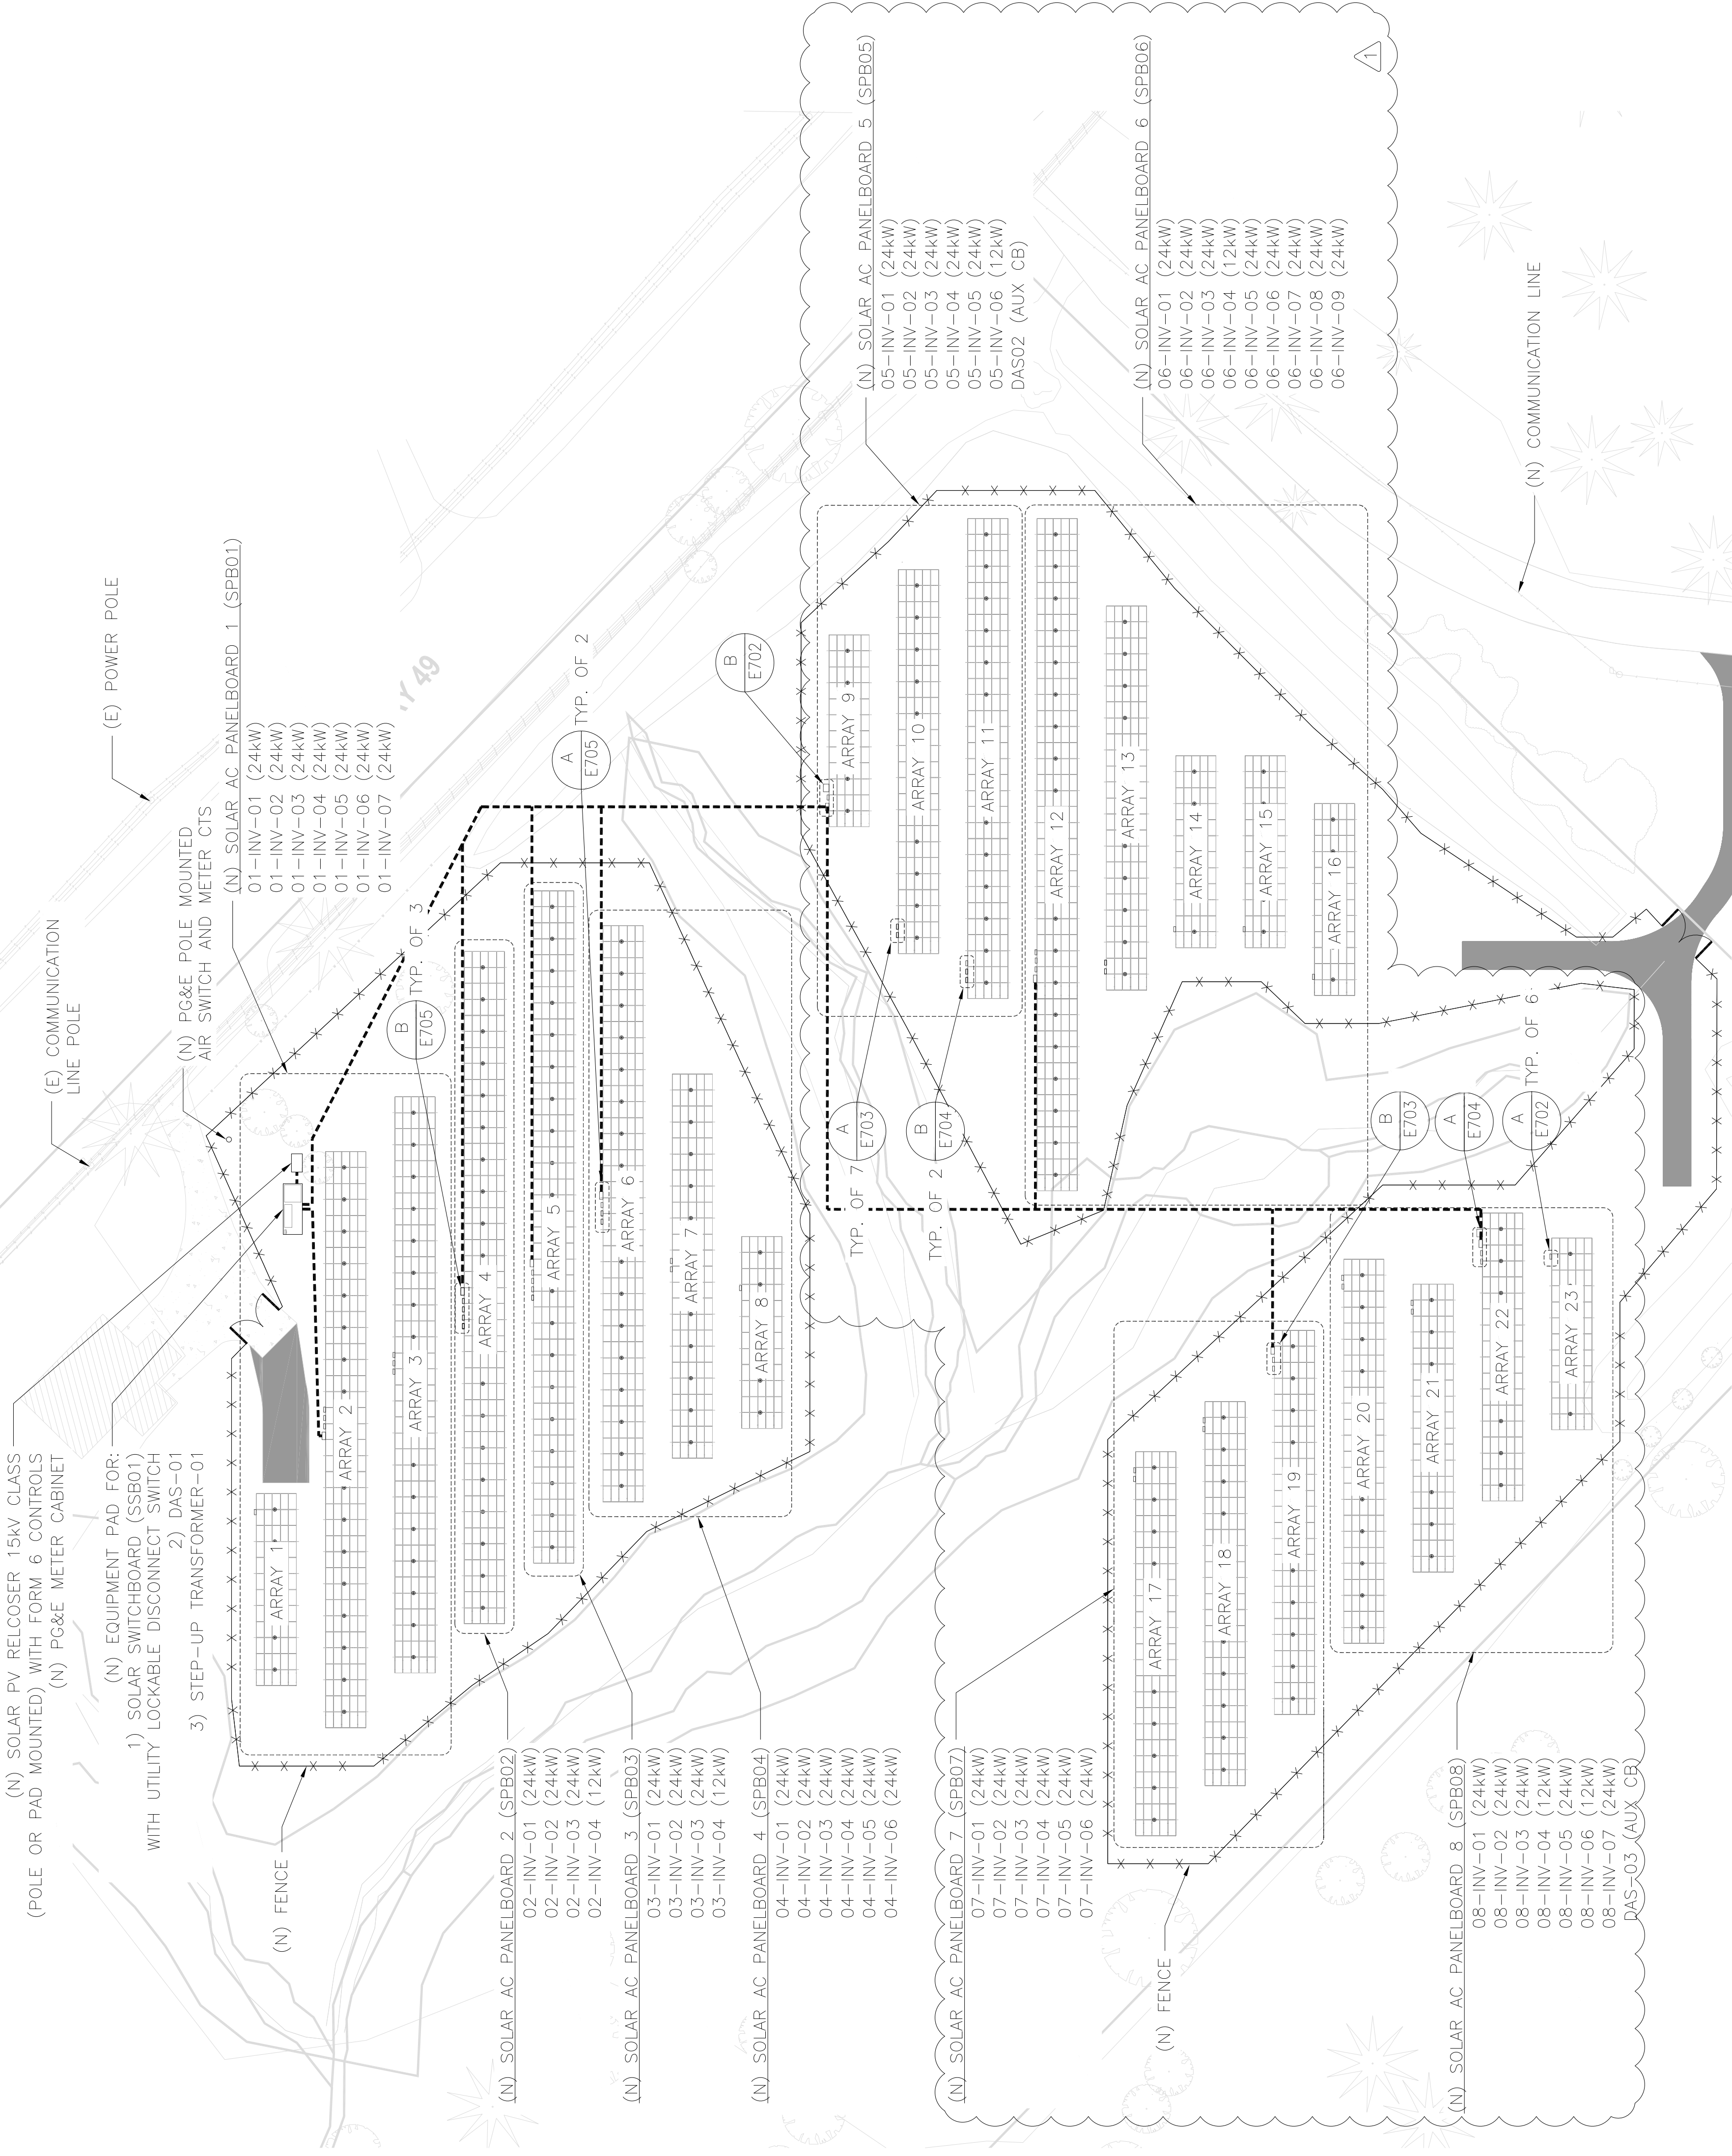 (N) SOLAR PV RELCOSER 15kV CLASS
(POLE OR PAD MOUNTED) WITH FORM 6 CONTROLS
(N) PG&E METER CABINET
(N) EQUIPMENT PAD FOR:
1) SOLAR SWITCHBOARD (SSB01)
WITH UTILITY LOCKABLE DISCONNECT SWITCH
2) DAS-01
3) STEP-UP TRANSFORMER-01
(N) FENCE
(E) COMMUNICATION
LINE POLE
(E) POWER POLE
(N) PG&E POLE MOUNTED
AIR SWITCH AND METER CTS
(N) SOLAR AC PANELBOARD 1 (SPB01)
01-INV-01 (24kW)
01-INV-02 (24kW)
01-INV-03 (24kW)
01-INV-04 (24kW)
01-INV-05 (24kW)
01-INV-06 (24kW)
01-INV-07 (24kW)
Y 49
B
E705
TYP. OF 3
A
E705
TYP. OF 2
B
E702
ARRAY 1
ARRAY 2
ARRAY 3
ARRAY 4
ARRAY 5
ARRAY 6
ARRAY 7
ARRAY 8
(N) SOLAR AC PANELBOARD 2 (SPB02)
02-INV-01 (24kW)
02-INV-02 (24kW)
02-INV-03 (24kW)
02-INV-04 (12kW)
(N) SOLAR AC PANELBOARD 3 (SPB03)
03-INV-01 (24kW)
03-INV-02 (24kW)
03-INV-03 (24kW)
03-INV-04 (12kW)
(N) SOLAR AC PANELBOARD 4 (SPB04)
04-INV-01 (24kW)
04-INV-02 (24kW)
04-INV-03 (24kW)
04-INV-04 (24kW)
04-INV-05 (24kW)
04-INV-06 (24kW)
(N) SOLAR AC PANELBOARD 5 (SPB05)
05-INV-01 (24kW)
05-INV-02 (24kW)
05-INV-03 (24kW)
05-INV-04 (24kW)
05-INV-05 (24kW)
05-INV-06 (12kW)
DAS02 (AUX CB)
(N) SOLAR AC PANELBOARD 6 (SPB06)
06-INV-01 (24kW)
06-INV-02 (24kW)
06-INV-03 (24kW)
06-INV-04 (12kW)
06-INV-05 (24kW)
06-INV-06 (24kW)
06-INV-07 (24kW)
06-INV-08 (24kW)
06-INV-09 (24kW)
1
(N) COMMUNICATION LINE
ARRAY 9
ARRAY 10
ARRAY 11
ARRAY 12
ARRAY 13
ARRAY 14
ARRAY 15
ARRAY 16
TYP. OF 7
A
E703
TYP. OF 2
B
E704
B
E703
A
E704
A
E702
TYP. OF 6
ARRAY 17
ARRAY 18
ARRAY 19
ARRAY 20
ARRAY 21
ARRAY 22
ARRAY 23
(N) SOLAR AC PANELBOARD 7 (SPB07)
07-INV-01 (24kW)
07-INV-02 (24kW)
07-INV-03 (24kW)
07-INV-04 (24kW)
07-INV-05 (24kW)
07-INV-06 (24kW)
(N) FENCE
(N) SOLAR AC PANELBOARD 8 (SPB08)
08-INV-01 (24kW)
08-INV-02 (24kW)
08-INV-03 (24kW)
08-INV-04 (12kW)
08-INV-05 (24kW)
08-INV-06 (12kW)
08-INV-07 (24kW)
DAS-03 (AUX CB)